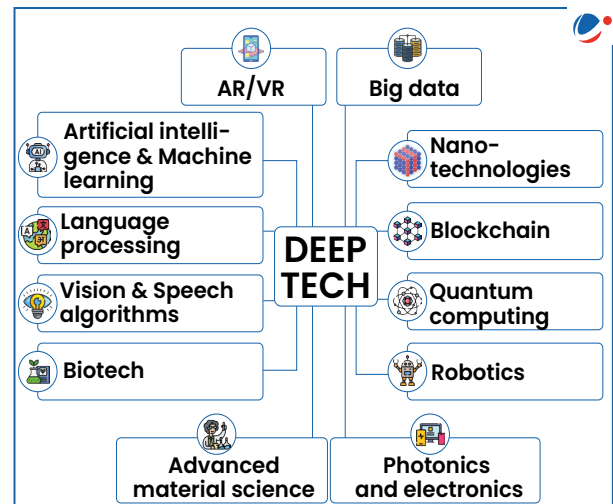 AR/VR
Big data
Artificial intelli-
gence & Machine
learning
Language
processing
Vision & Speech
algorithms
Biotech
DEEP
TECH
Nano-
technologies
Blockchain
Quantum
computing
Robotics
Advanced
material science
Photonics
and electronics